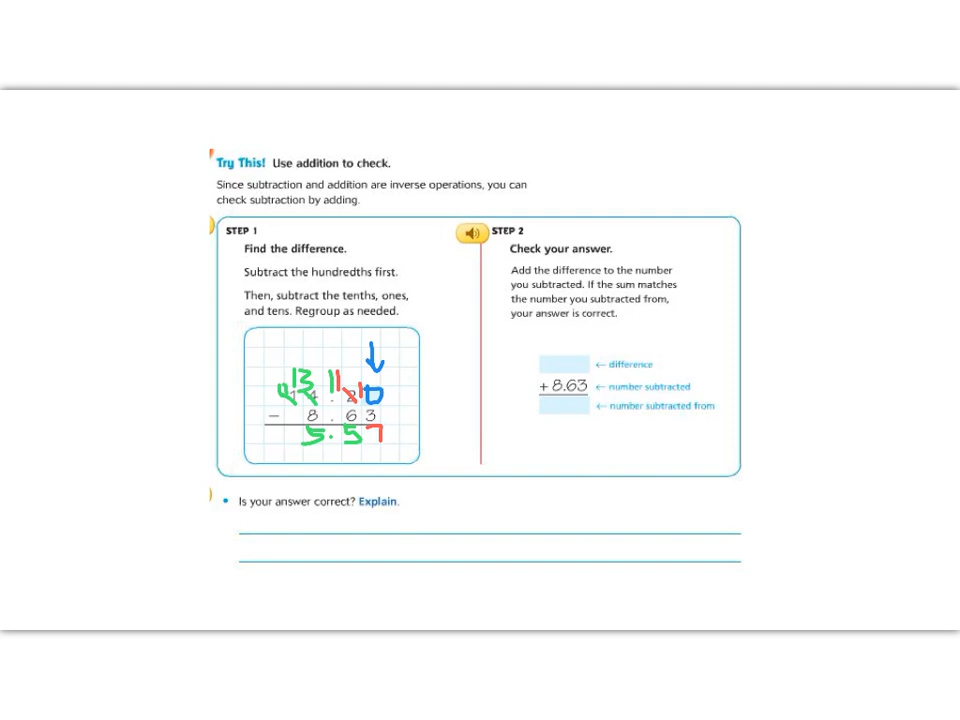 Try This! Use addition to check.
Since subtraction and addition are inverse operations, you can
check subtraction by adding.
STEP 1
Find the difference.
Subtract the hundredths first.
Then, subtract the tenths, ones,
and tens. Regroup as needed.
13 11 1
4 . 2 0
− 8 . 6 3
5 . 5 7
STEP 2
Check your answer.
Add the difference to the number
you subtracted. If the sum matches
the number you subtracted from,
your answer is correct.
← difference
+ 8.63 ← number subtracted
← number subtracted from
• Is your answer correct? Explain.